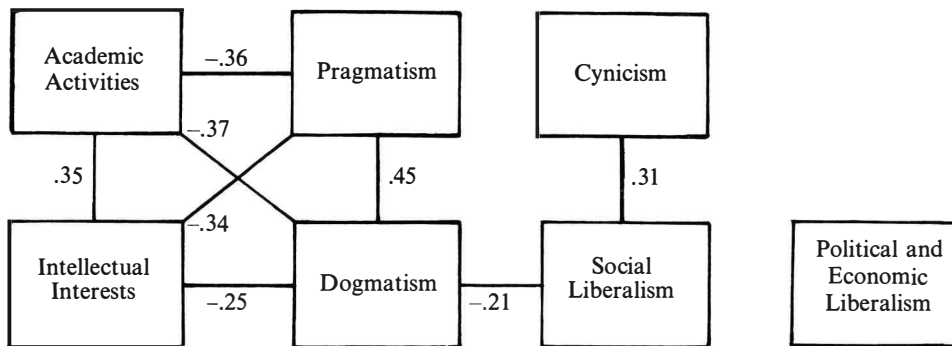 Academic
Activities
–.36
Pragmatism
Cynicism
–.37
.35
.45
.31
–.34
Intellectual
Interests
–.25
Dogmatism
–.21
Social
Liberalism
Political and
Economic
Liberalism